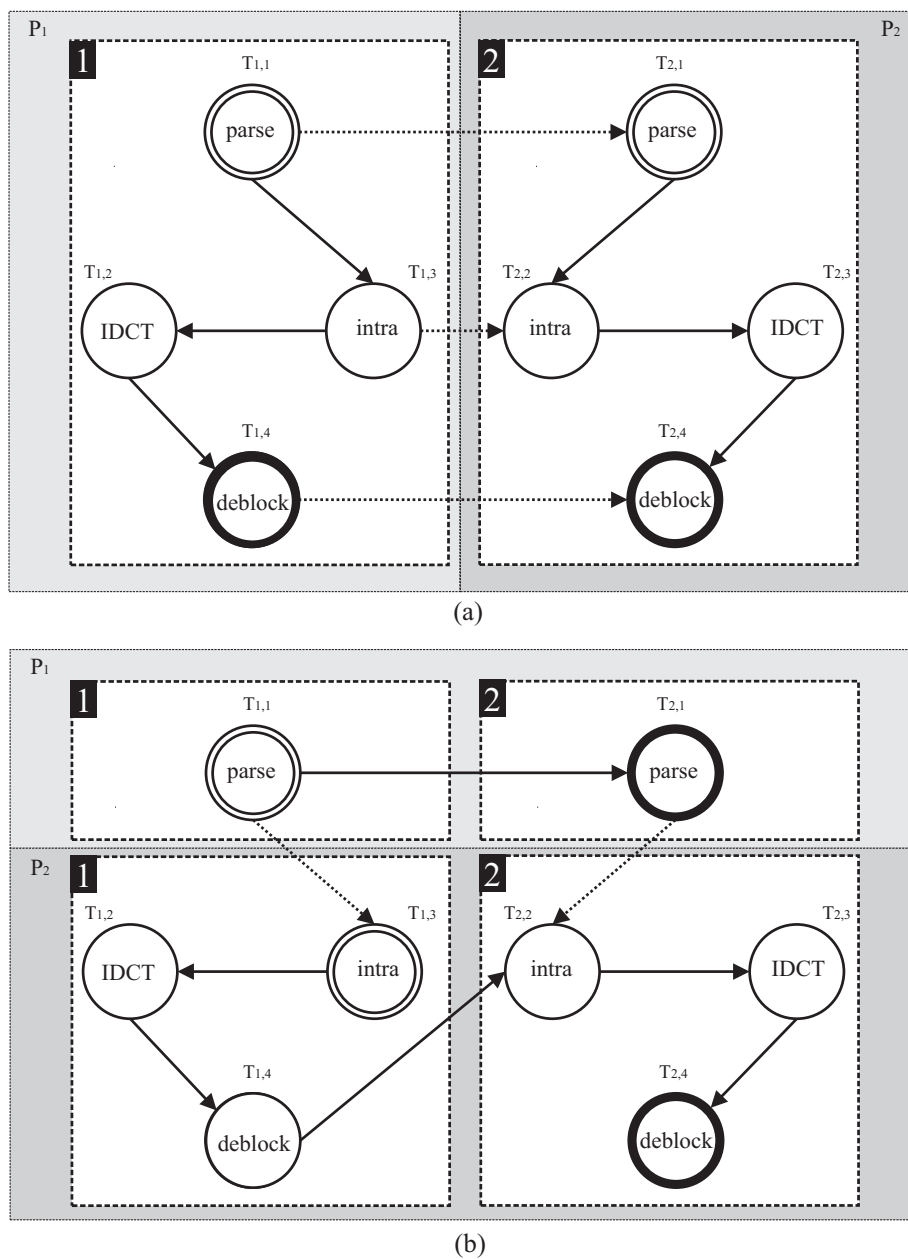 P1 P2
1 2
T1,1 T2,1
parse parse
T1,2 T1,3 T2,2 T2,3
IDCT intra intra IDCT
T1,4 T2,4
deblock deblock
(a)
P1
1 2
T1,1 T2,1
parse parse
P2
1 2
T1,2 T1,3 T2,2 T2,3
IDCT intra intra IDCT
T1,4 T2,4
deblock deblock
(b)